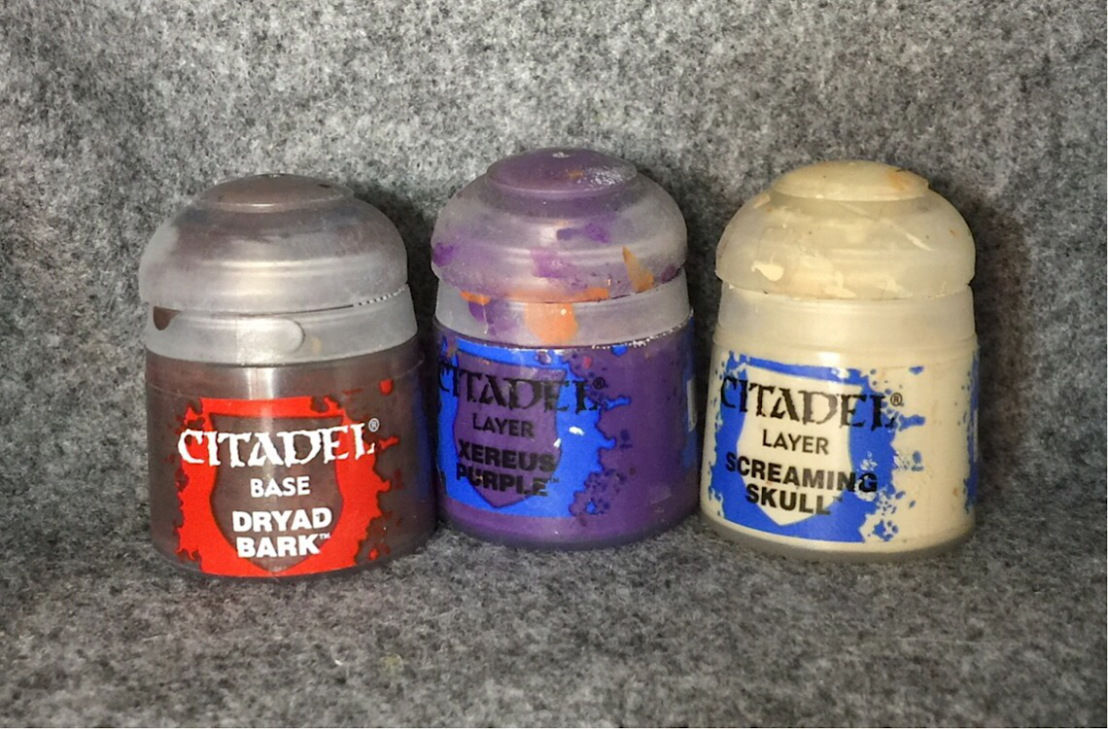 CITADEL®
BASE
DRYAD
BARK™
CITADEL®
LAYER
XEREUS
PURPLE™
CITADEL®
LAYER
SCREAMING
SKULL™